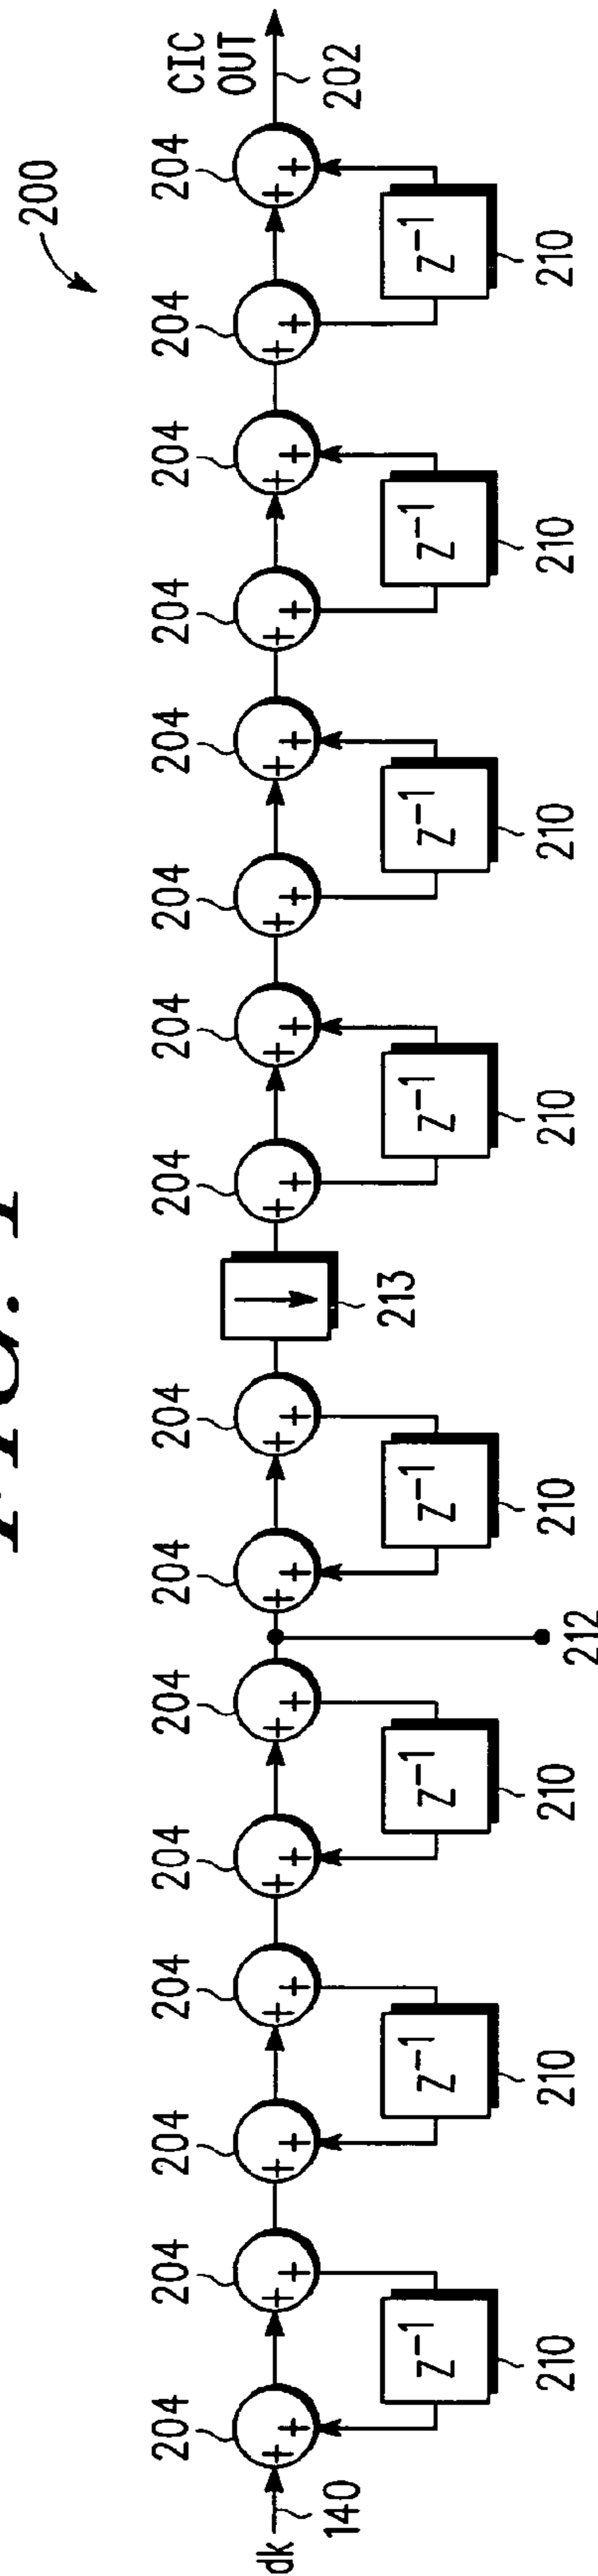 FIG. 1
200
204 204 204 204 204 204 204 204 204 204 204 204 204 204 204 204
CIC
OUT
dk
+ + + + + + + + + + + + + + + +
+ + + + + + + + + + + + + + + +
140
202
213
z⁻¹ z⁻¹ z⁻¹ z⁻¹ z⁻¹ z⁻¹ z⁻¹ z⁻¹
210 210 210 210 210 210 210 210
212